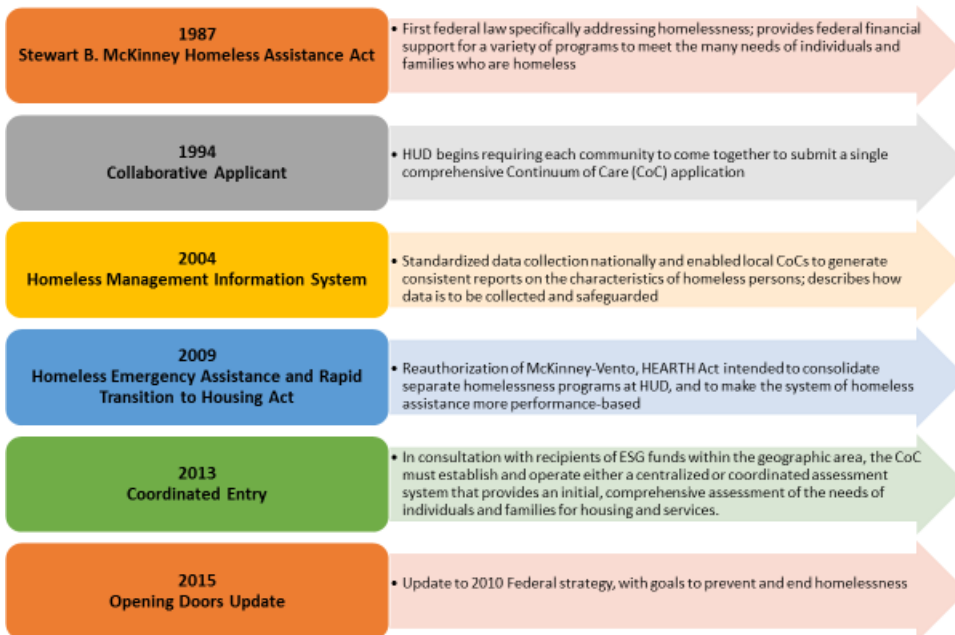 1987
Stewart B. McKinney Homeless Assistance Act
• First federal law specifically addressing homelessness; provides federal financial
support for a variety of programs to meet the many needs of individuals and
families who are homeless
1994
Collaborative Applicant
• HUD begins requiring each community to come together to submit a single
comprehensive Continuum of Care (CoC) application
2004
Homeless Management Information System
• Standardized data collection nationally and enabled local CoCs to generate
consistent reports on the characteristics of homeless persons; describes how
data is to be collected and safeguarded
2009
Homeless Emergency Assistance and Rapid
Transition to Housing Act
• Reauthorization of McKinney-Vento, HEARTH Act intended to consolidate
separate homelessness programs at HUD, and to make the system of homeless
assistance more performance-based
2013
Coordinated Entry
• In consultation with recipients of ESG funds within the geographic area, the CoC
must establish and operate either a centralized or coordinated assessment
system that provides an initial, comprehensive assessment of the needs of
individuals and families for housing and services.
2015
Opening Doors Update
• Update to 2010 Federal strategy, with goals to prevent and end homelessness